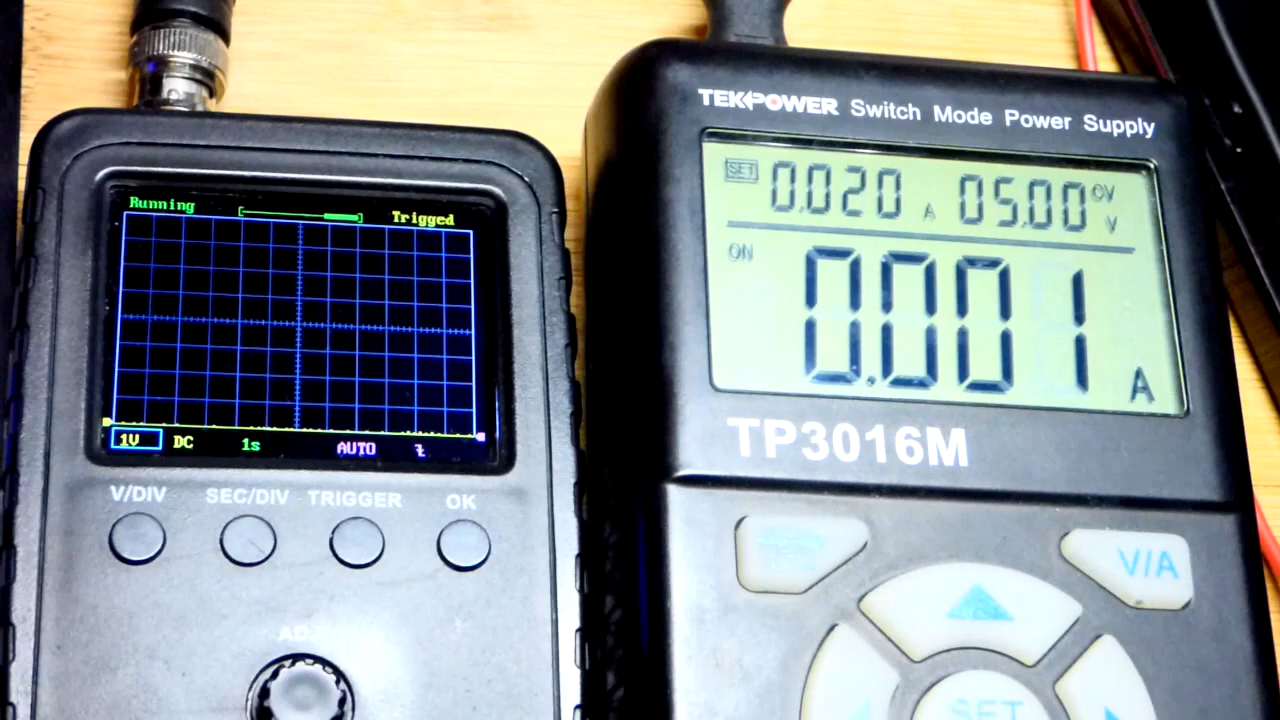 Running
Trigged
1V DC 1s AUTO
V/DIV SEC/DIV TRIGGER OK
TEKPOWER Switch Mode Power Supply
SET 0.020 A 05.00 CV V
ON 0.001 A
TP3016M
V/A
SET